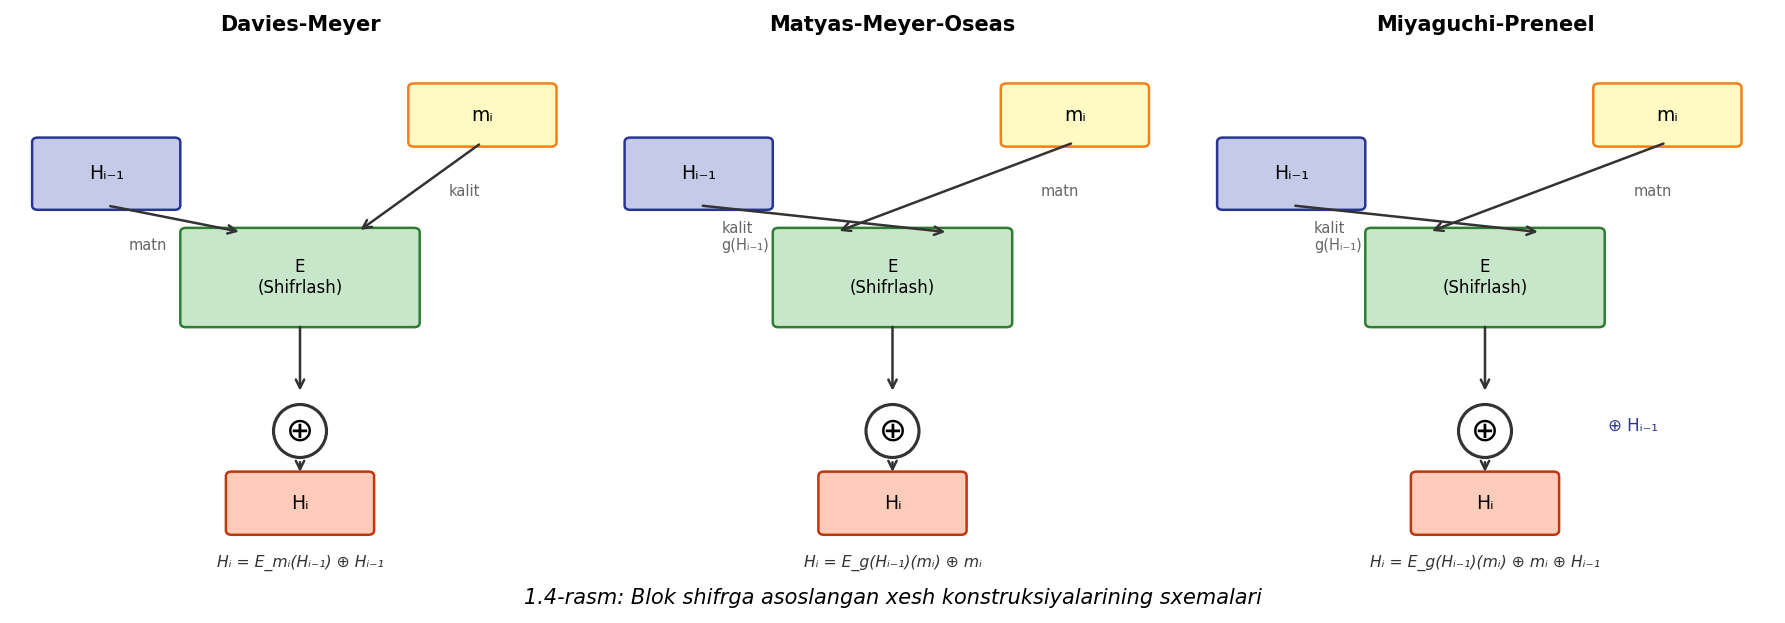 Davies-Meyer
mᵢ
Hᵢ₋₁
kalit
matn
E
(Shifrlash)
⊕
Hᵢ
Hᵢ = E_mᵢ(Hᵢ₋₁) ⊕ Hᵢ₋₁
Matyas-Meyer-Oseas
mᵢ
Hᵢ₋₁
matn
kalit
g(Hᵢ₋₁)
E
(Shifrlash)
⊕
Hᵢ
Hᵢ = E_g(Hᵢ₋₁)(mᵢ) ⊕ mᵢ
Miyaguchi-Preneel
mᵢ
Hᵢ₋₁
matn
kalit
g(Hᵢ₋₁)
E
(Shifrlash)
⊕
⊕ Hᵢ₋₁
Hᵢ
Hᵢ = E_g(Hᵢ₋₁)(mᵢ) ⊕ mᵢ ⊕ Hᵢ₋₁
1.4-rasm: Blok shifrga asoslangan xesh konstruksiyalarining sxemalari